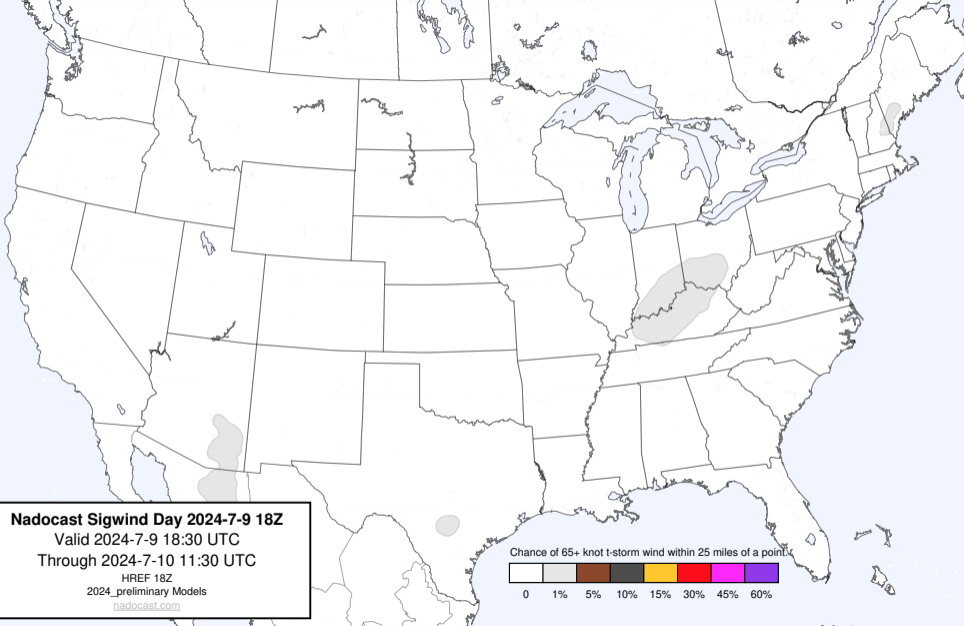 Nadocast Sigwind Day 2024-7-9 18Z
Valid 2024-7-9 18:30 UTC
Through 2024-7-10 11:30 UTC
HREF 18Z
2024_preliminary Models
nadocast.com
Chance of 65+ knot t-storm wind within 25 miles of a point.
0 1% 5% 10% 15% 30% 45% 60%